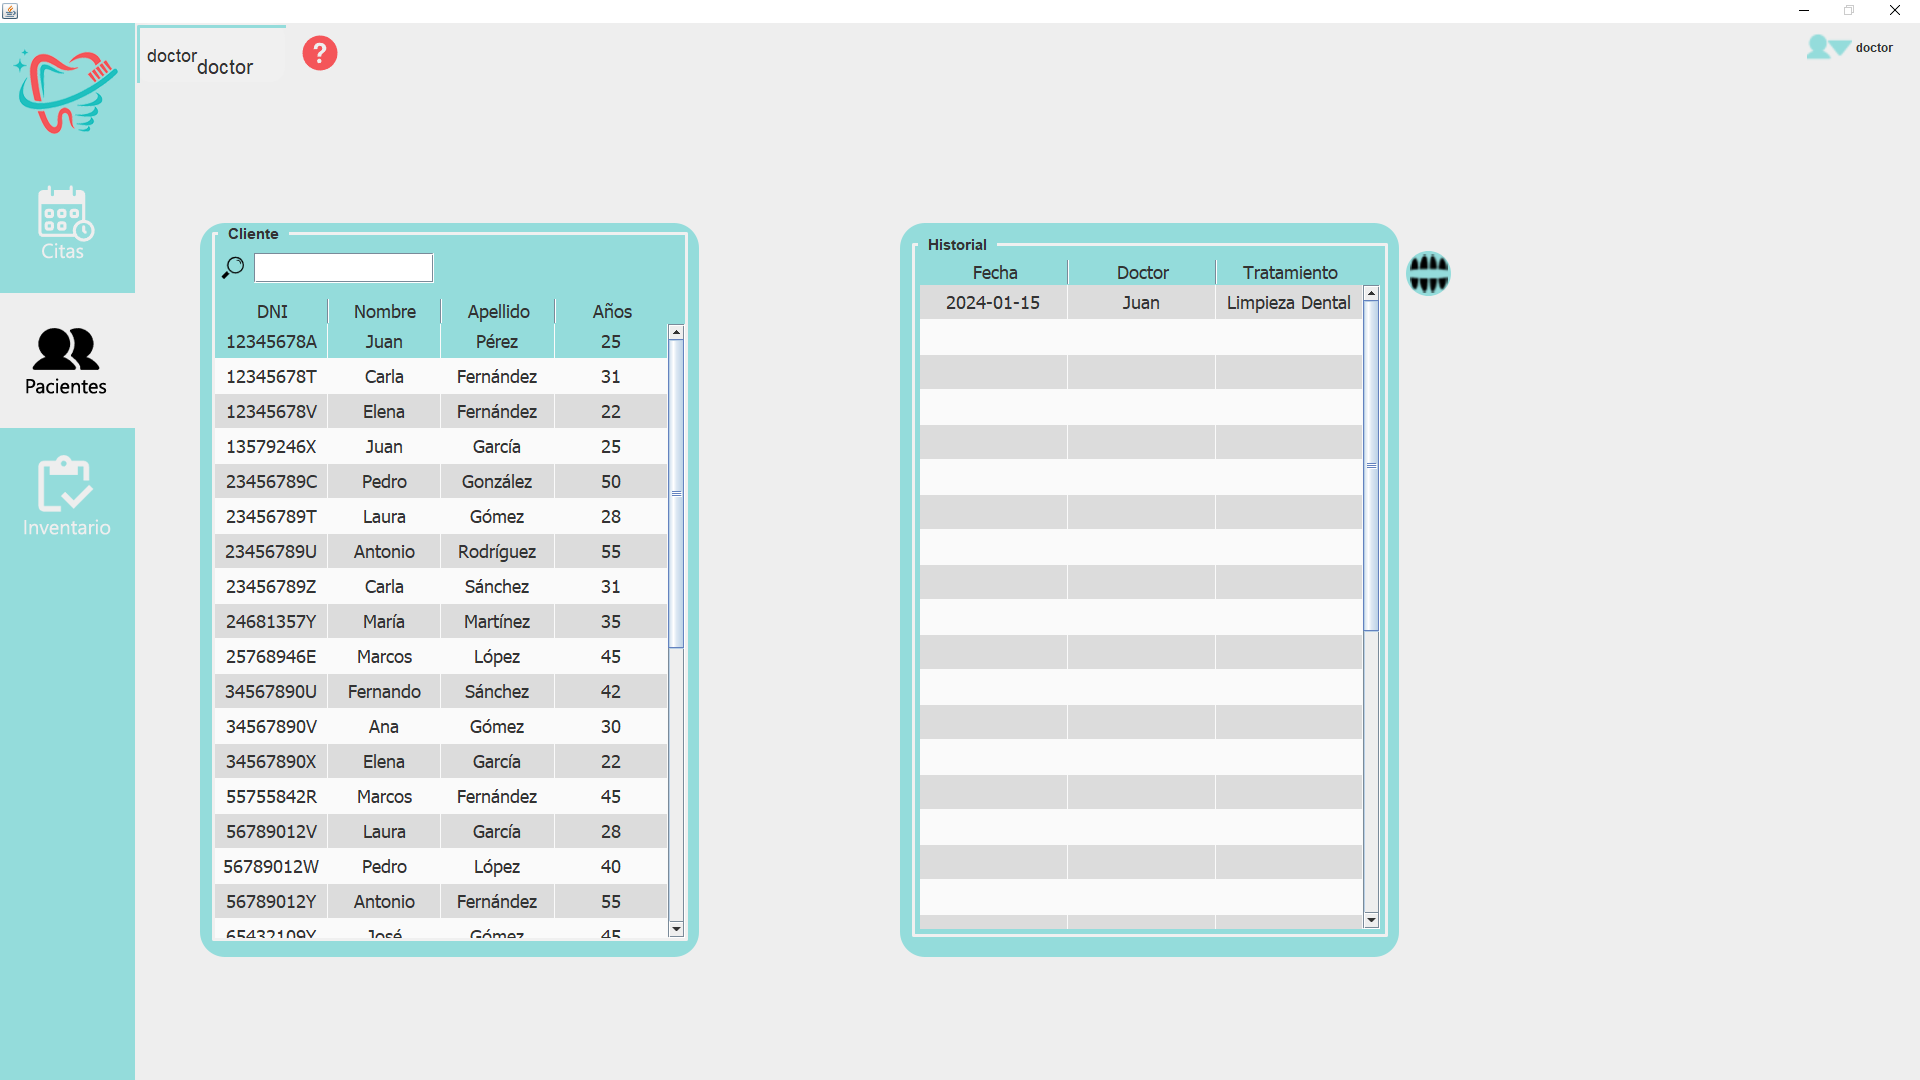 doctor
doctor
?
doctor
Citas
Pacientes
Inventario
Cliente
DNI Nombre Apellido Años
12345678A Juan Pérez 25
12345678T Carla Fernández 31
12345678V Elena Fernández 22
13579246X Juan García 25
23456789C Pedro González 50
23456789T Laura Gómez 28
23456789U Antonio Rodríguez 55
23456789Z Carla Sánchez 31
24681357Y María Martínez 35
25768946E Marcos López 45
34567890U Fernando Sánchez 42
34567890V Ana Gómez 30
34567890X Elena García 22
55755842R Marcos Fernández 45
56789012V Laura García 28
56789012W Pedro López 40
56789012Y Antonio Fernández 55
65432109Y José Gómez 45
Historial
Fecha Doctor Tratamiento
2024-01-15 Juan Limpieza Dental